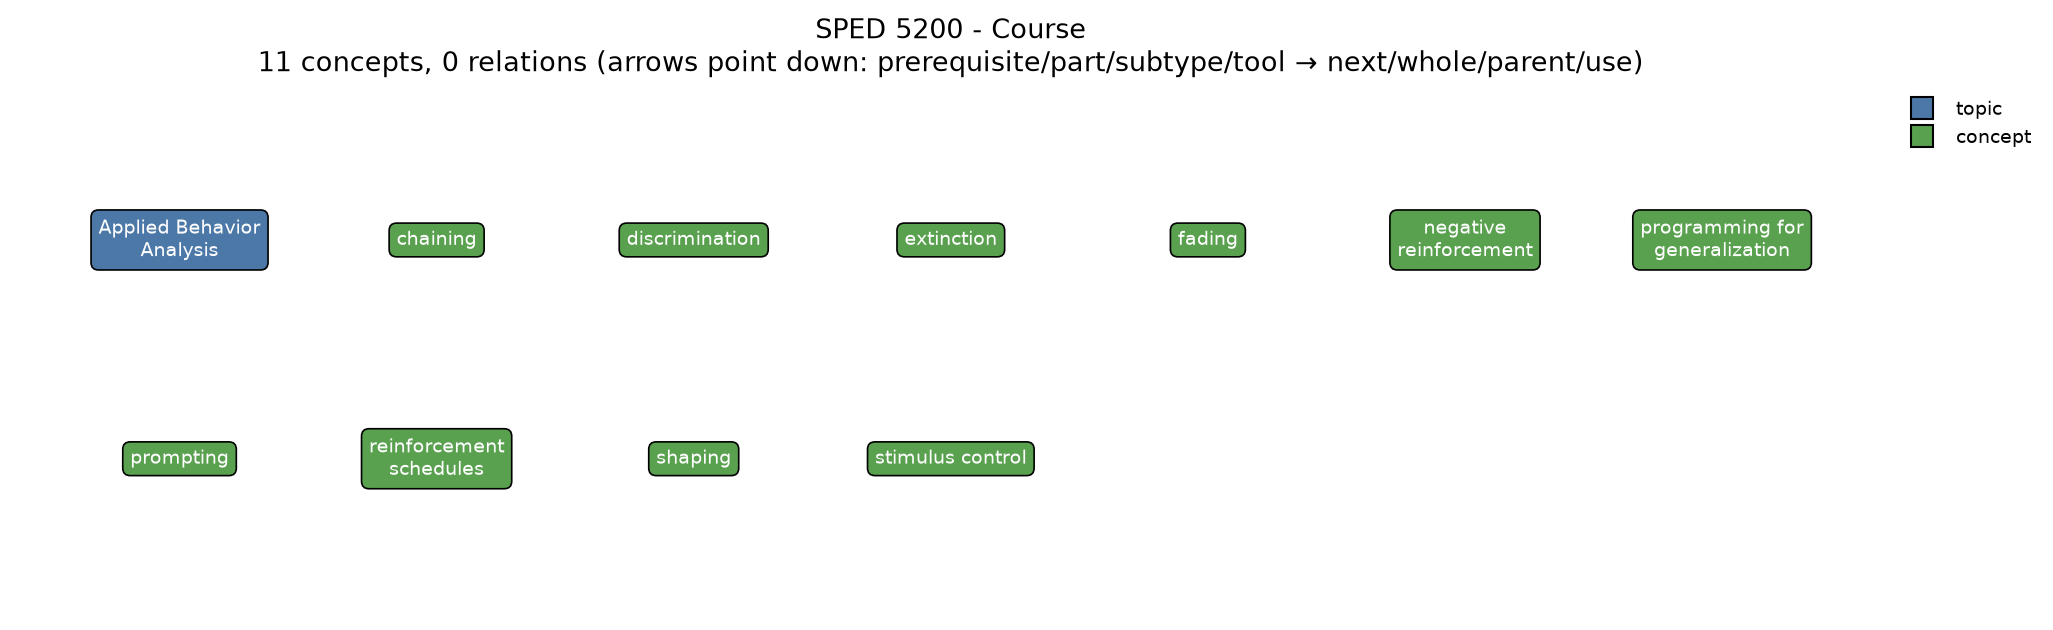 SPED 5200 - Course
11 concepts, 0 relations (arrows point down: prerequisite/part/subtype/tool → next/whole/parent/use)
topic
concept
Applied Behavior
Analysis
chaining
discrimination
extinction
fading
negative
reinforcement
programming for
generalization
prompting
reinforcement
schedules
shaping
stimulus control